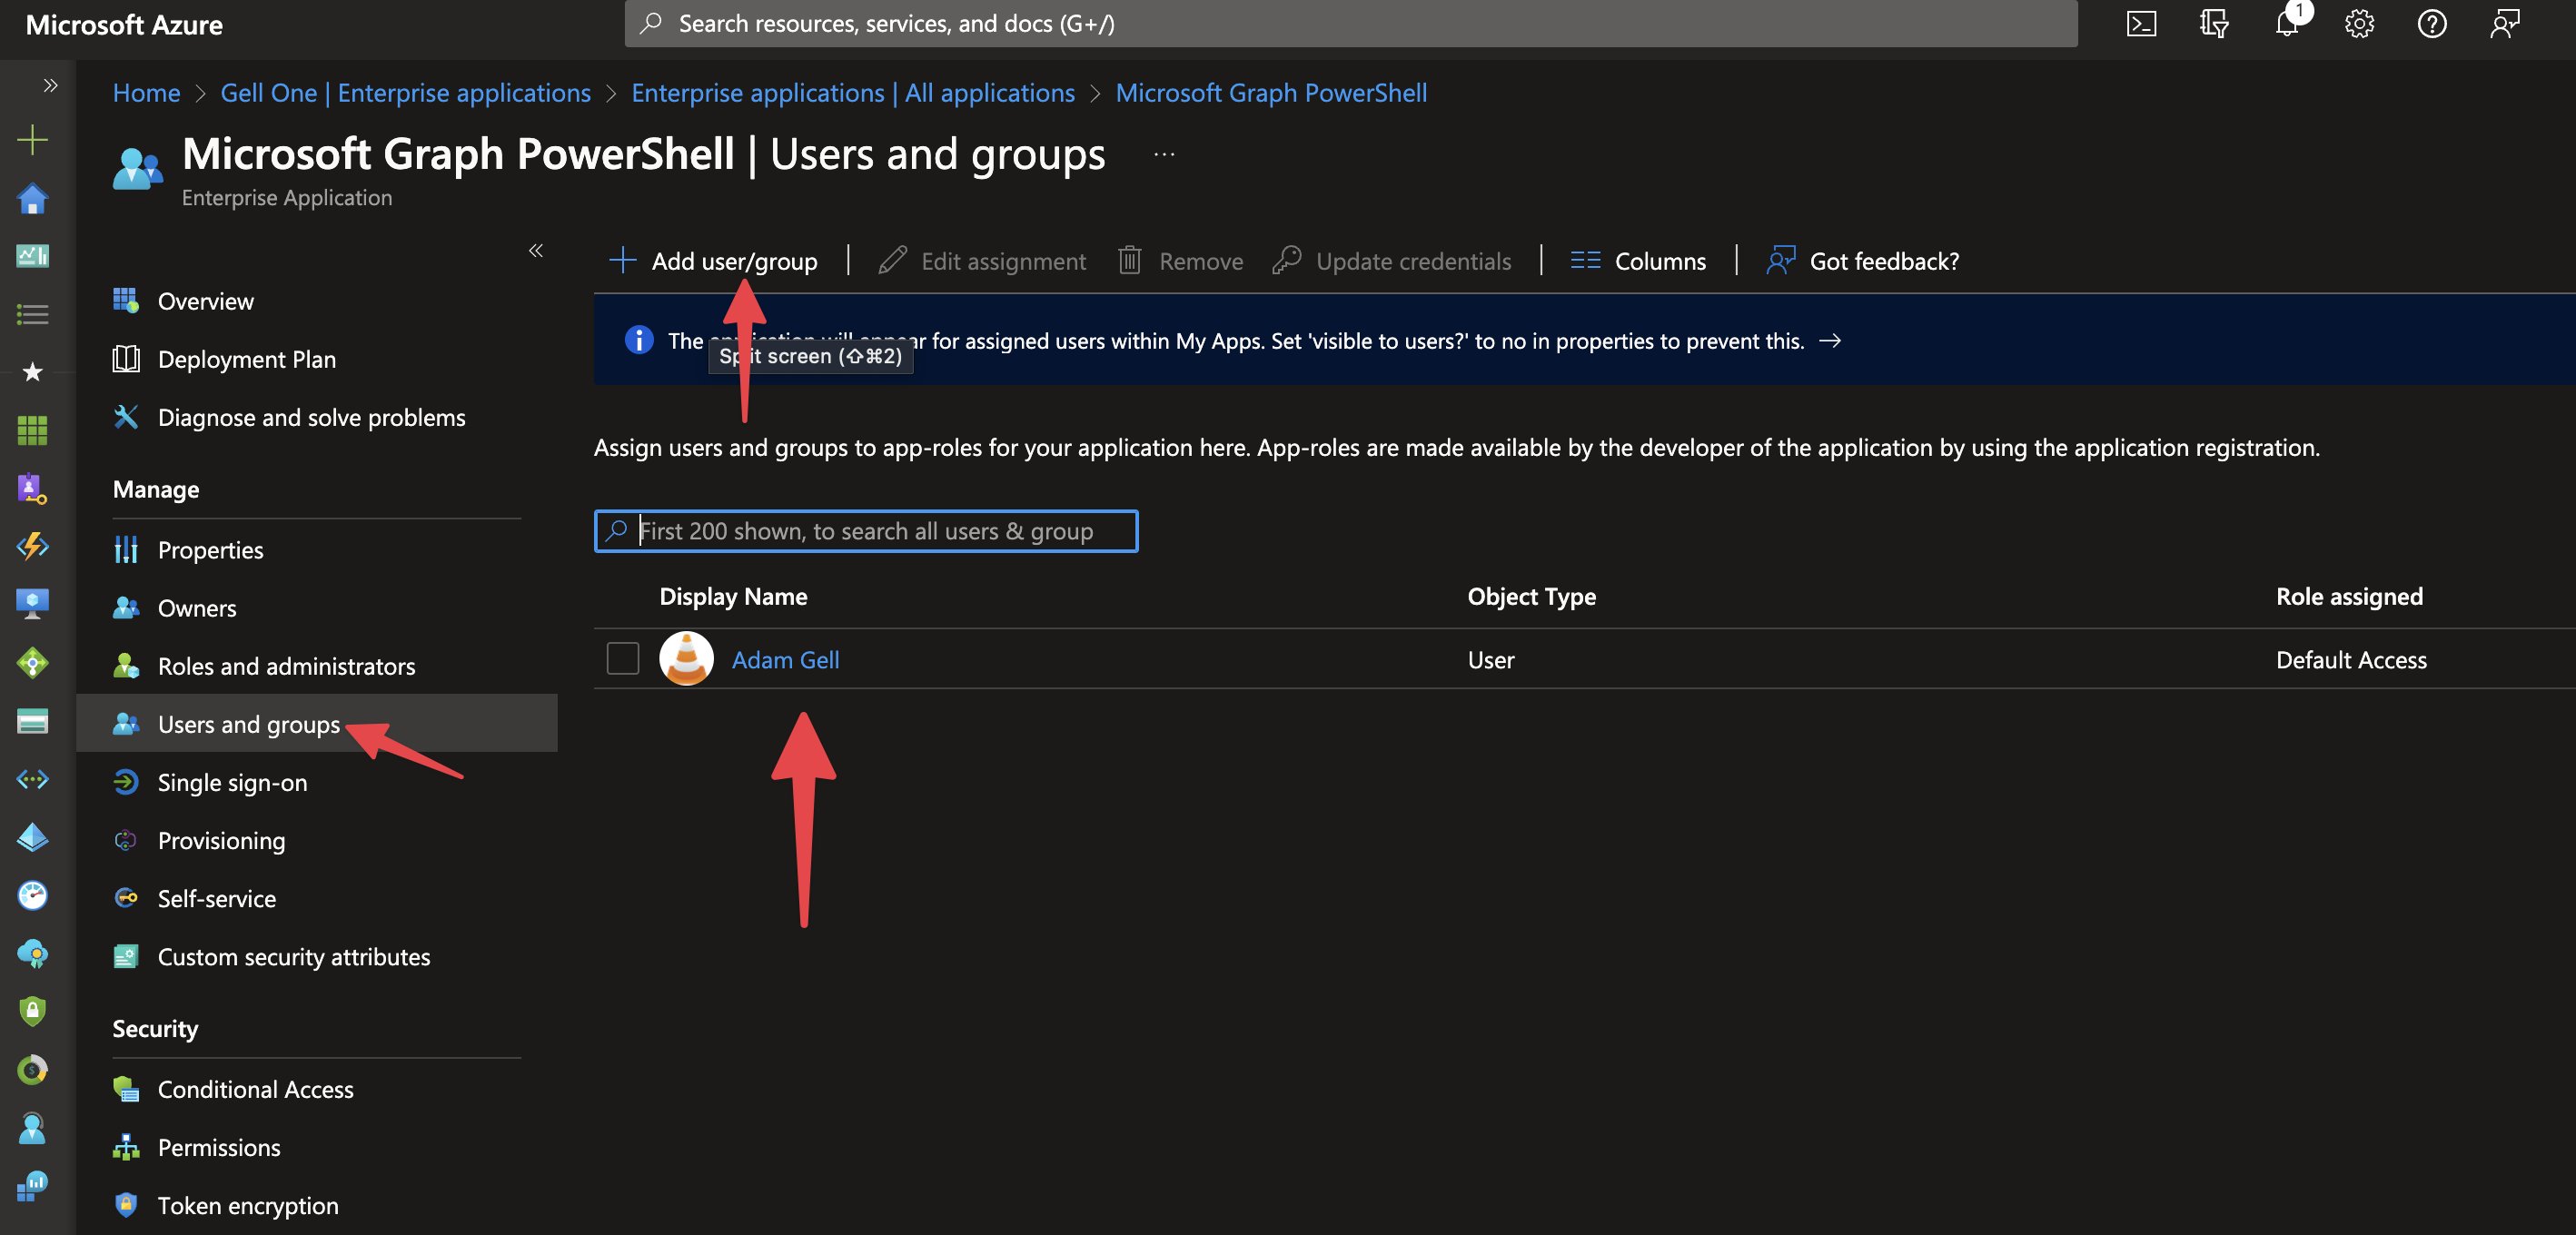 Microsoft Azure
Search resources, services, and docs (G+/)
1
Home > Gell One | Enterprise applications > Enterprise applications | All applications > Microsoft Graph PowerShell
Microsoft Graph PowerShell | Users and groups ...
Enterprise Application
Add user/group
Edit assignment
Remove
Update credentials
Columns
Got feedback?
The application will appear for assigned users within My Apps. Set 'visible to users?' to no in properties to prevent this. →
Split screen (⇧⌘2)
Assign users and groups to app-roles for your application here. App-roles are made available by the developer of the application by using the application registration.
First 200 shown, to search all users & group
Display Name
Object Type
Role assigned
Adam Gell
User
Default Access
Overview
Deployment Plan
Diagnose and solve problems
Manage
Properties
Owners
Roles and administrators
Users and groups
Single sign-on
Provisioning
Self-service
Custom security attributes
Security
Conditional Access
Permissions
Token encryption